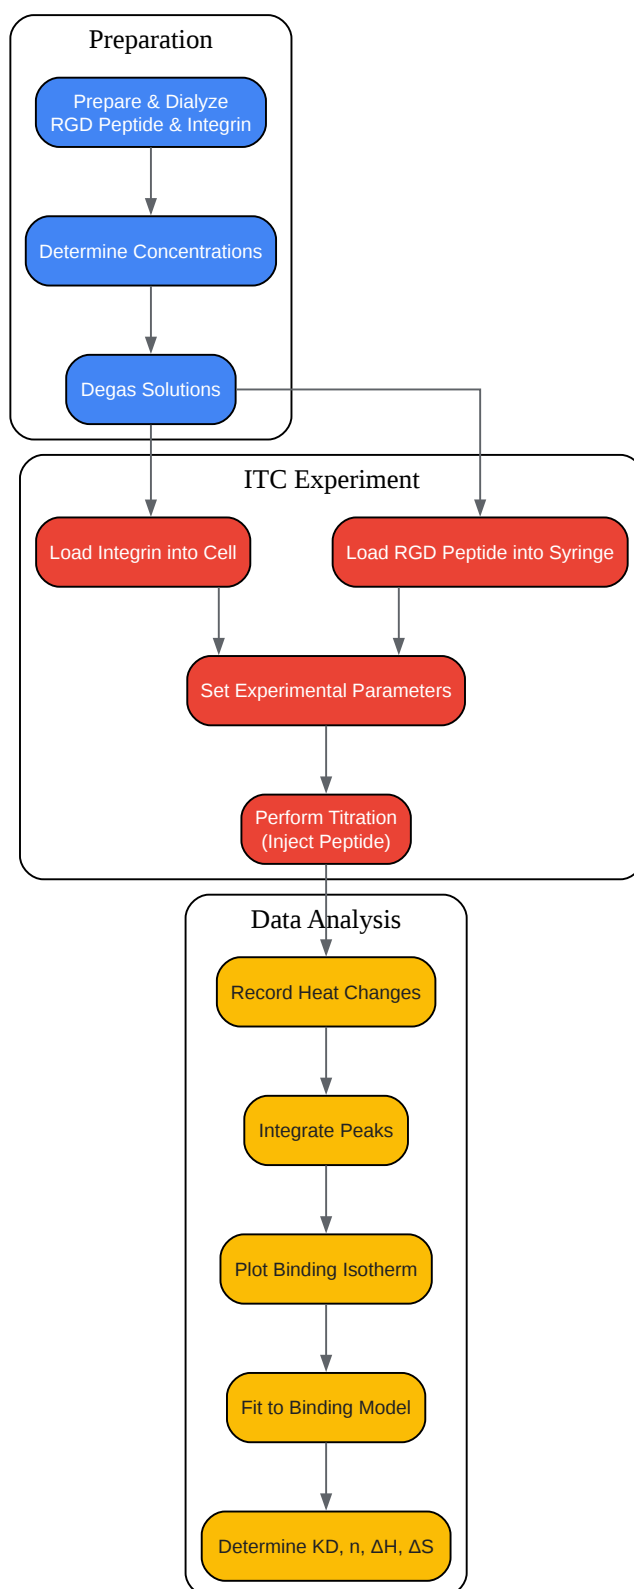 Preparation
Prepare & Dialyze
RGD Peptide & Integrin
Determine Concentrations
Degas Solutions
ITC Experiment
Load Integrin into Cell
Load RGD Peptide into Syringe
Set Experimental Parameters
Perform Titration
(Inject Peptide)
Data Analysis
Record Heat Changes
Integrate Peaks
Plot Binding Isotherm
Fit to Binding Model
Determine KD, n, ΔH, ΔS